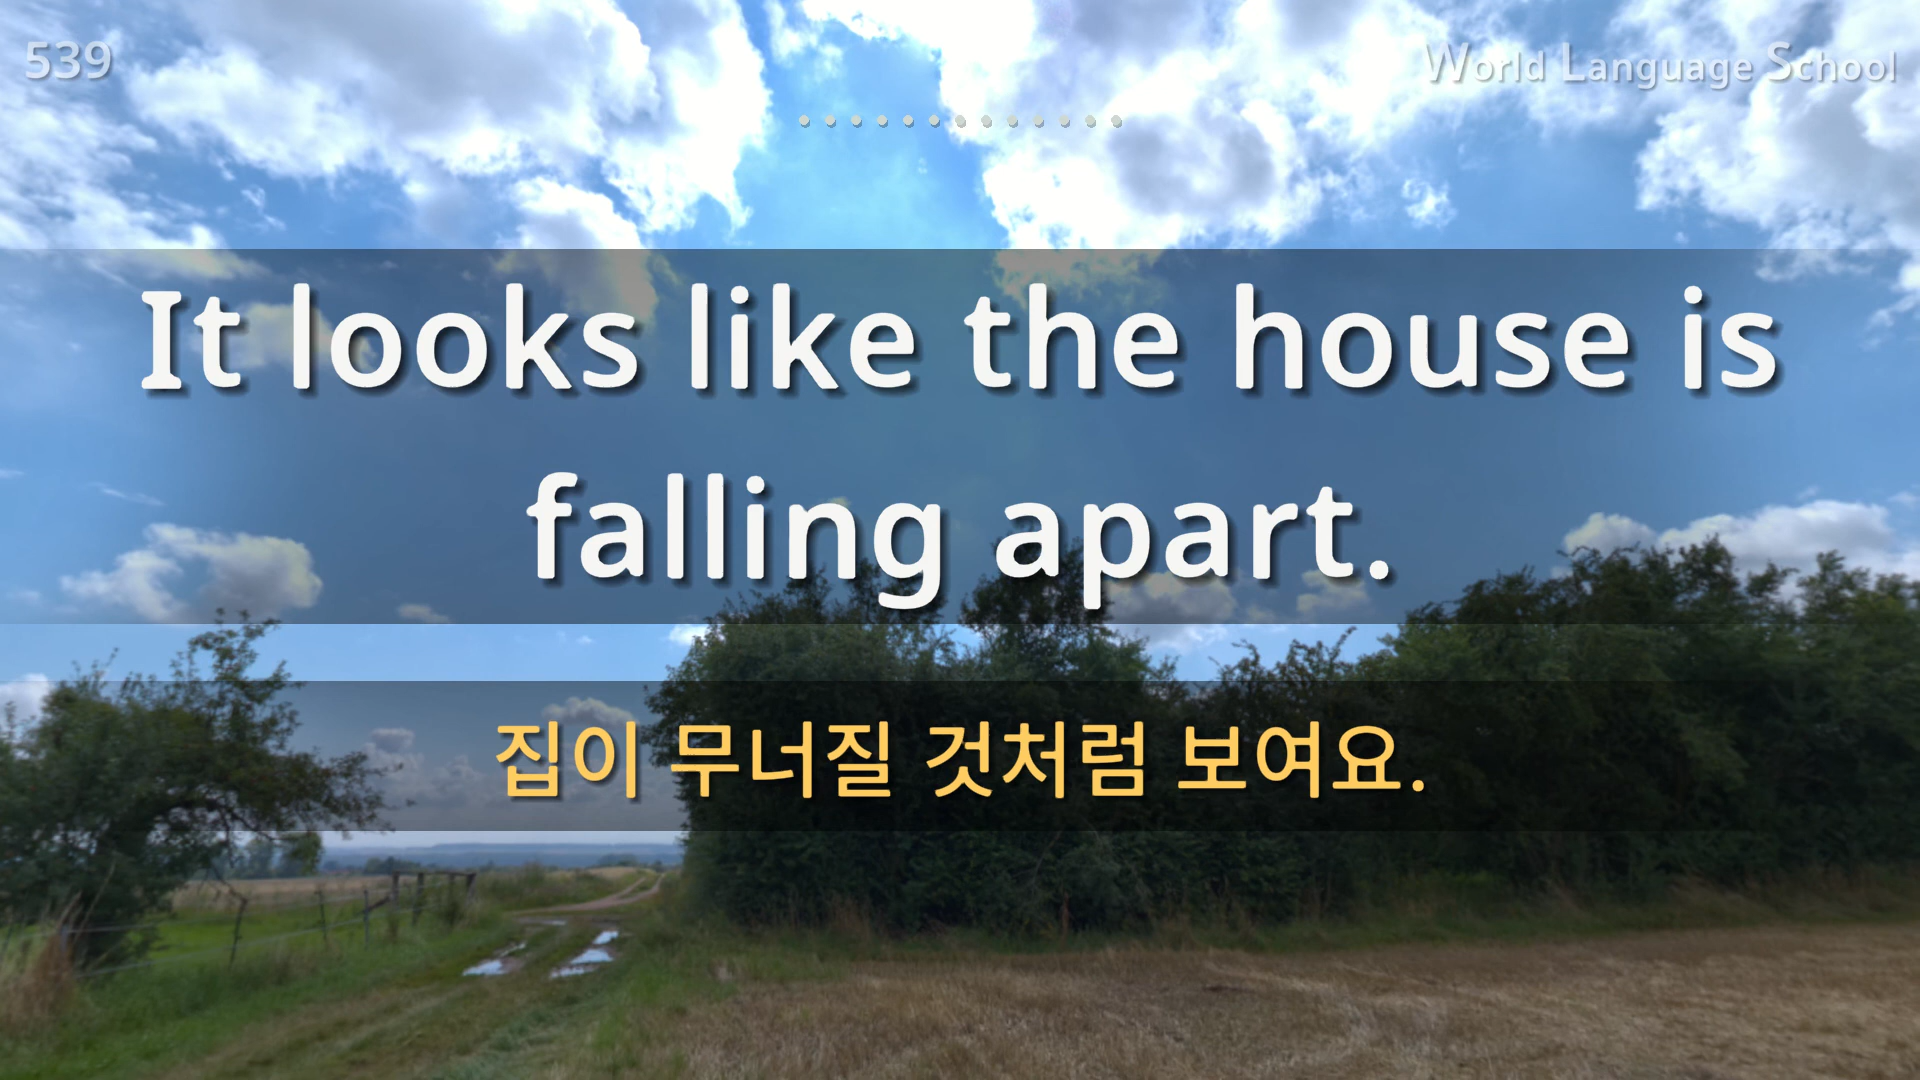 539
World Language School
It looks like the house is
falling apart.
집이 무너질 것처럼 보여요.